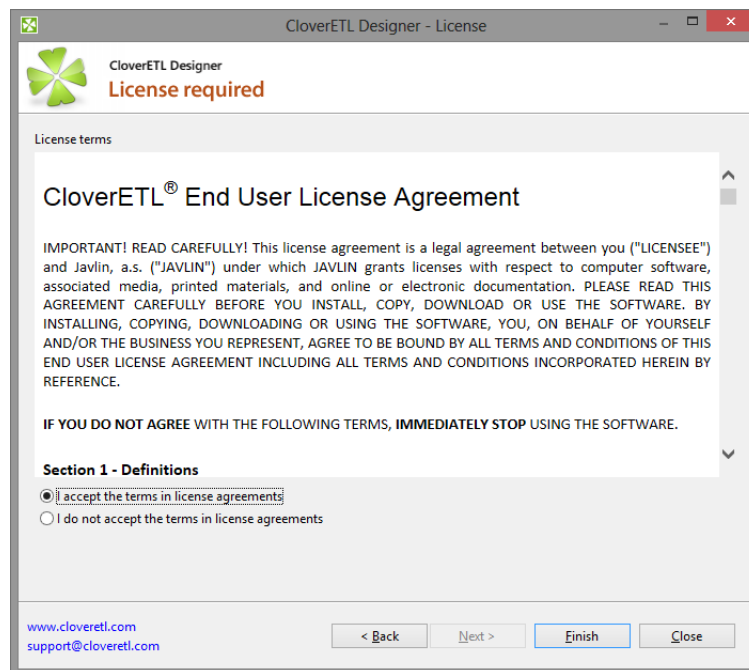 CloverETL Designer - License
CloverETL Designer
License required
License terms
CloverETL® End User License Agreement
IMPORTANT! READ CAREFULLY! This license agreement is a legal agreement between you ("LICENSEE")
and Javlin, a.s. ("JAVLIN") under which JAVLIN grants licenses with respect to computer software,
associated media, printed materials, and online or electronic documentation. PLEASE READ THIS
AGREEMENT CAREFULLY BEFORE YOU INSTALL, COPY, DOWNLOAD OR USE THE SOFTWARE. BY
INSTALLING, COPYING, DOWNLOADING OR USING THE SOFTWARE, YOU, ON BEHALF OF YOURSELF
AND/OR THE BUSINESS YOU REPRESENT, AGREE TO BE BOUND BY ALL TERMS AND CONDITIONS OF THIS
END USER LICENSE AGREEMENT INCLUDING ALL TERMS AND CONDITIONS INCORPORATED HEREIN BY
REFERENCE.
IF YOU DO NOT AGREE WITH THE FOLLOWING TERMS, IMMEDIATELY STOP USING THE SOFTWARE.
Section 1 - Definitions
I accept the terms in license agreements
I do not accept the terms in license agreements
www.cloveretl.com
support@cloveretl.com
< Back
Next >
Finish
Close